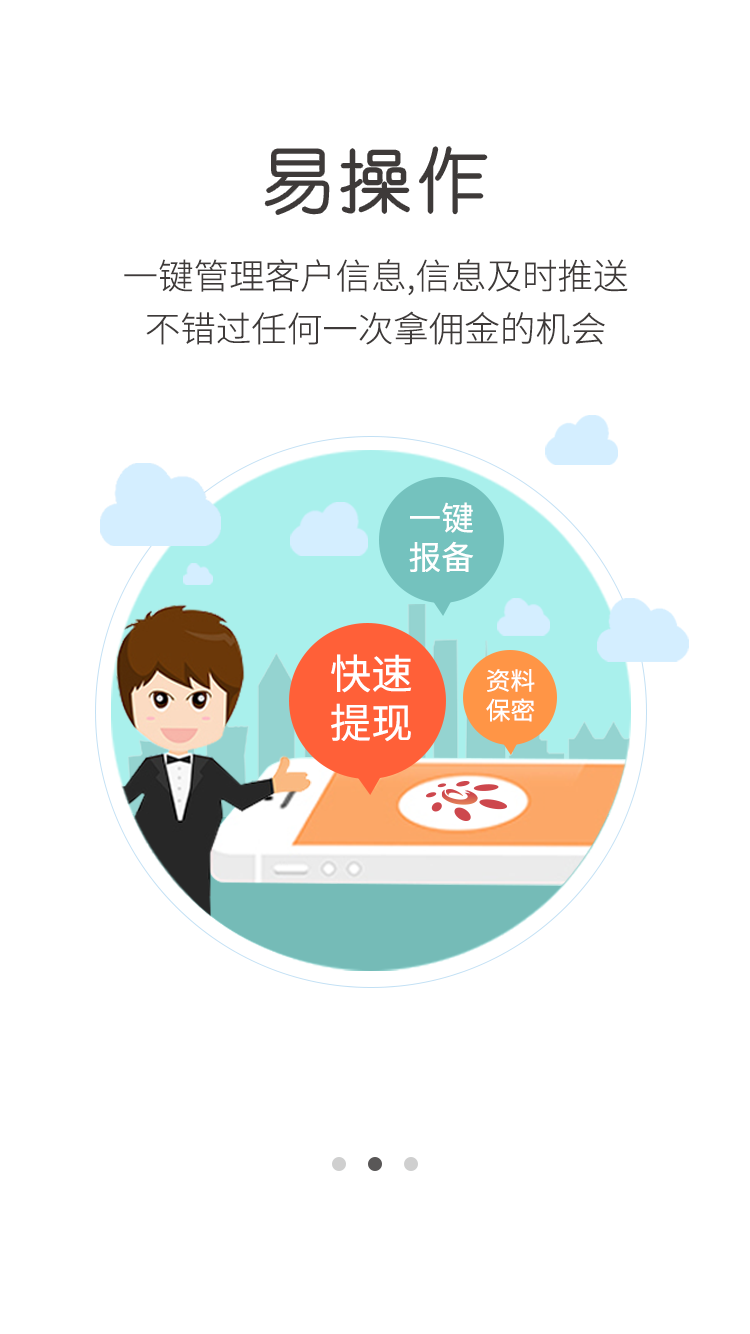 易操作
一键管理客户信息,信息及时推送
不错过任何一次拿佣金的机会
一键
报备
快速
提现
资料
保密